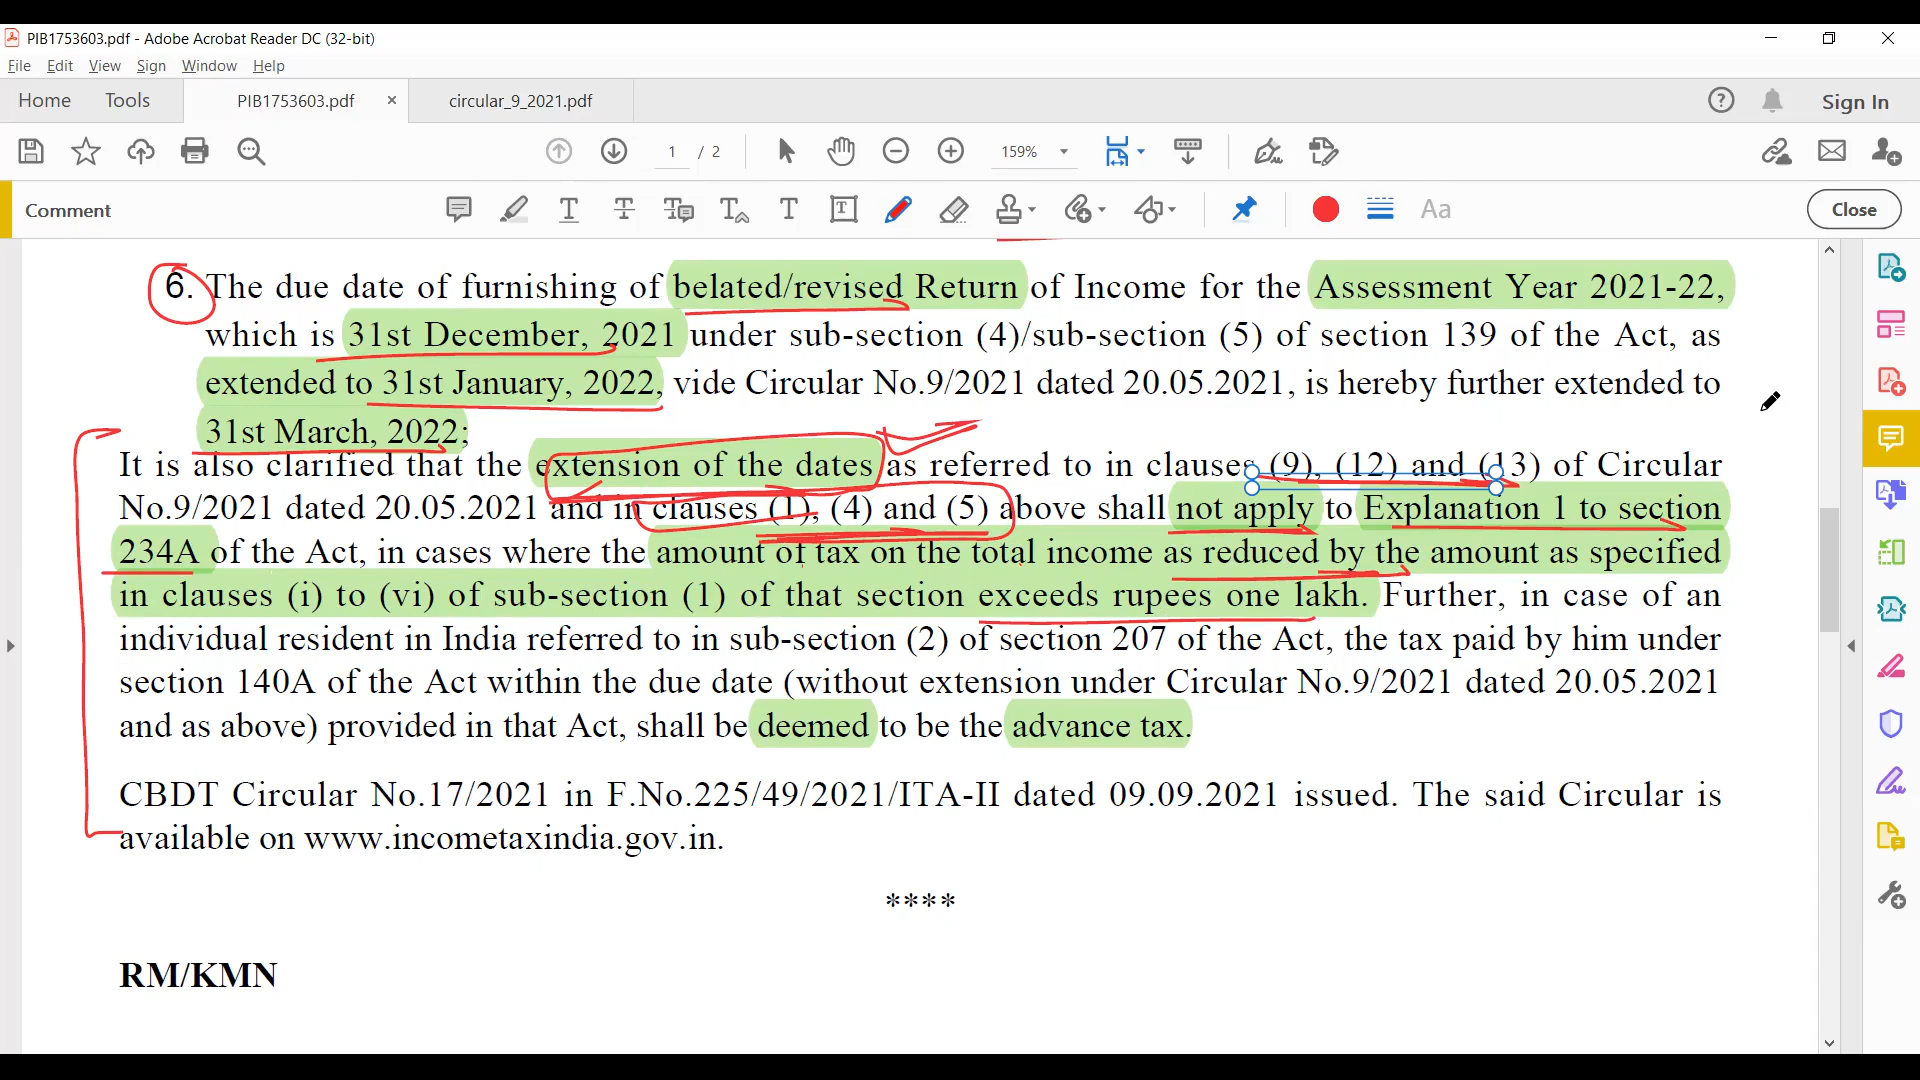 PIB1753603.pdf - Adobe Acrobat Reader DC (32-bit)
File Edit View Sign Window Help
Home Tools PIB1753603.pdf × circular_9_2021.pdf Sign In
1 / 2 159%
Comment Aa Close
6. The due date of furnishing of belated/revised Return of Income for the Assessment Year 2021-22,
which is 31st December, 2021 under sub-section (4)/sub-section (5) of section 139 of the Act, as
extended to 31st January, 2022, vide Circular No.9/2021 dated 20.05.2021, is hereby further extended to
31st March, 2022;
It is also clarified that the extension of the dates as referred to in clauses (9), (12) and (13) of Circular
No.9/2021 dated 20.05.2021 and in clauses (1), (4) and (5) above shall not apply to Explanation 1 to section
234A of the Act, in cases where the amount of tax on the total income as reduced by the amount as specified
in clauses (i) to (vi) of sub-section (1) of that section exceeds rupees one lakh. Further, in case of an
individual resident in India referred to in sub-section (2) of section 207 of the Act, the tax paid by him under
section 140A of the Act within the due date (without extension under Circular No.9/2021 dated 20.05.2021
and as above) provided in that Act, shall be deemed to be the advance tax.
CBDT Circular No.17/2021 in F.No.225/49/2021/ITA-II dated 09.09.2021 issued. The said Circular is
available on www.incometaxindia.gov.in.
****
RM/KMN